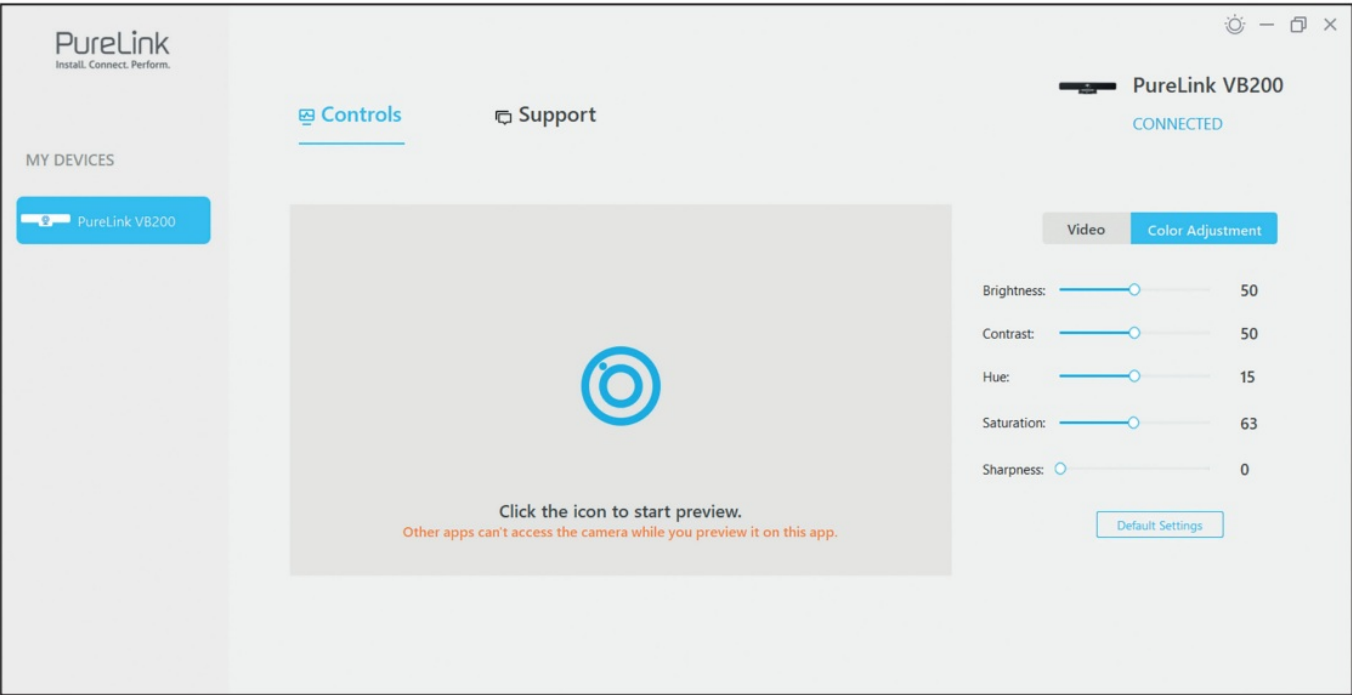 PureLink
Install. Connect. Perform.
MY DEVICES
PureLink VB200
Controls
Support
PureLink VB200
CONNECTED
Click the icon to start preview.
Other apps can't access the camera while you preview it on this app.
Video
Color Adjustment
Brightness: 50
Contrast: 50
Hue: 15
Saturation: 63
Sharpness: 0
Default Settings